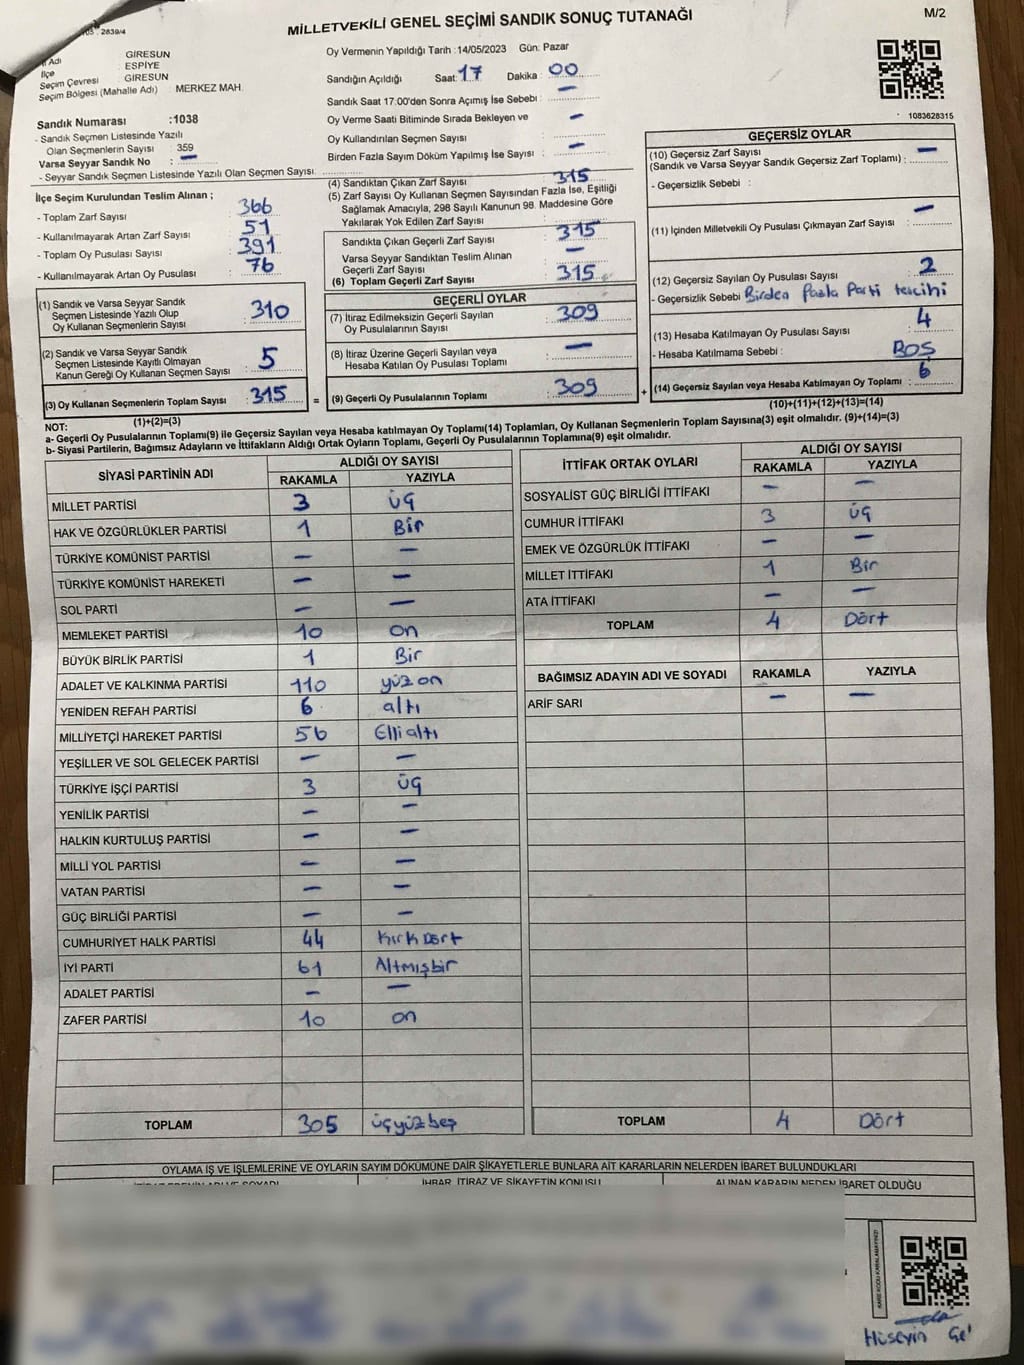 2839/4
MİLLETVEKİLİ GENEL SEÇİMİ SANDIK SONUÇ TUTANAĞI
M/2
Adı : GİRESUN
İlçe : ESPİYE
Seçim Çevresi : GİRESUN
Seçim Bölgesi (Mahalle Adı) : MERKEZ MAH.
Oy Vermenin Yapıldığı Tarih :14/05/2023 Gün: Pazar
Sandığın Açıldığı Saat: 17 Dakika : 00
Sandık Saat 17.00'den Sonra Açımış İse Sebebi : –
Oy Verme Saati Bitiminde Sırada Bekleyen ve
Oy Kullandırılan Seçmen Sayısı : –
Birden Fazla Sayım Döküm Yapılmış İse Sayısı : –
Sandık Numarası :1038
- Sandık Seçmen Listesinde Yazılı
Olan Seçmenlerin Sayısı : 359
Varsa Seyyar Sandık No : –
- Seyyar Sandık Seçmen Listesinde Yazılı Olan Seçmen Sayısı
İlçe Seçim Kurulundan Teslim Alınan ;
- Toplam Zarf Sayısı : 366
- Kullanılmayarak Artan Zarf Sayısı : 51
- Toplam Oy Pusulası Sayısı : 391
- Kullanılmayarak Artan Oy Pusulası : 76
(4) Sandıktan Çıkan Zarf Sayısı : 315
(5) Zarf Sayısı Oy Kullanan Seçmen Sayısından Fazla İse, Eşitliği
Sağlamak Amacıyla, 298 Sayılı Kanunun 98. Maddesine Göre
Yakılarak Yok Edilen Zarf Sayısı :
Sandıkta Çıkan Geçerli Zarf Sayısı : 315
Varsa Seyyar Sandıktan Teslim Alınan
Geçerli Zarf Sayısı : –
(6) Toplam Geçerli Zarf Sayısı : 315
1083628315
GEÇERSİZ OYLAR
(10) Geçersiz Zarf Sayısı
(Sandık ve Varsa Seyyar Sandık Geçersiz Zarf Toplamı) : –
- Geçersizlik Sebebi :
(11) İçinden Milletvekili Oy Pusulası Çıkmayan Zarf Sayısı –
(12) Geçersiz Sayılan Oy Pusulası Sayısı : 2
- Geçersizlik Sebebi Birden fazla Parti tercihi
(13) Hesaba Katılmayan Oy Pusulası Sayısı : 4
- Hesaba Katılmama Sebebi : BOŞ
(14) Geçersiz Sayılan veya Hesaba Katılmayan Oy Toplamı : 6
(10)+(11)+(12)+(13)=(14)
(1) Sandık ve Varsa Seyyar Sandık
Seçmen Listesinde Yazılı Olup
Oy Kullanan Seçmenlerin Sayısı : 310
(2) Sandık ve Varsa Seyyar Sandık
Seçmen Listesinde Kayıtlı Olmayan
Kanun Gereği Oy Kullanan Seçmen Sayısı : 5
(3) Oy Kullanan Seçmenlerin Toplam Sayısı : 315
(1)+(2)=(3)
=
GEÇERLİ OYLAR
(7) İtiraz Edilmeksizin Geçerli Sayılan
Oy Pusulalarının Sayısı : 309
(8) İtiraz Üzerine Geçerli Sayılan veya
Hesaba Katılan Oy Pusulası Toplamı : –
(9) Geçerli Oy Pusulalarının Toplamı : 309
+
NOT:
a- Geçerli Oy Pusulalarının Toplamı(9) ile Geçersiz Sayılan veya Hesaba Katılmayan Oy Toplamı(14) Toplamları, Oy Kullanan Seçmenlerin Toplam Sayısına(3) eşit olmalıdır. (9)+(14)=(3)
b- Siyasi Partilerin, Bağımsız Adayların ve İttifakların Aldığı Ortak Oyların Toplamı, Geçerli Oy Pusulalarının Toplamına(9) eşit olmalıdır.
SİYASİ PARTİNİN ADI ALDIĞI OY SAYISI
RAKAMLA YAZIYLA
MİLLET PARTİSİ 3 üç
HAK VE ÖZGÜRLÜKLER PARTİSİ 1 Bir
TÜRKİYE KOMÜNİST PARTİSİ – –
TÜRKİYE KOMÜNİST HAREKETİ – –
SOL PARTİ – –
MEMLEKET PARTİSİ 10 on
BÜYÜK BİRLİK PARTİSİ 1 Bir
ADALET VE KALKINMA PARTİSİ 110 yüz on
YENİDEN REFAH PARTİSİ 6 altı
MİLLİYETÇİ HAREKET PARTİSİ 56 Elli altı
YEŞİLLER VE SOL GELECEK PARTİSİ – –
TÜRKİYE İŞÇİ PARTİSİ 3 üç
YENİLİK PARTİSİ – –
HALKIN KURTULUŞ PARTİSİ – –
MİLLİ YOL PARTİSİ – –
VATAN PARTİSİ – –
GÜÇ BİRLİĞİ PARTİSİ – –
CUMHURİYET HALK PARTİSİ 44 Kırk Dört
İYİ PARTİ 61 Altmışbir
ADALET PARTİSİ – –
ZAFER PARTİSİ 10 on
TOPLAM 305 üçyüz beş
İTTİFAK ORTAK OYLARI ALDIĞI OY SAYISI
RAKAMLA YAZIYLA
SOSYALİST GÜÇ BİRLİĞİ İTTİFAKI – –
CUMHUR İTTİFAKI 3 üç
EMEK VE ÖZGÜRLÜK İTTİFAKI – –
MİLLET İTTİFAKI 1 Bir
ATA İTTİFAKI – –
TOPLAM 4 Dört
BAĞIMSIZ ADAYIN ADI VE SOYADI RAKAMLA YAZIYLA
ARİF SARI – –
TOPLAM 4 Dört
OYLAMA İŞ VE İŞLEMLERİNE VE OYLARIN SAYIM DÖKÜMÜNE DAİR ŞİKAYETLERLE BUNLARA AİT KARARLARIN NELERDEN İBARET BULUNDUKLARI
İHBAR, İTİRAZ VE ŞİKAYETİN KONUSU ALINAN KARARIN NEDEN İBARET OLDUĞU
KARE KODU KARALAMAYINIZ!
Hüseyin